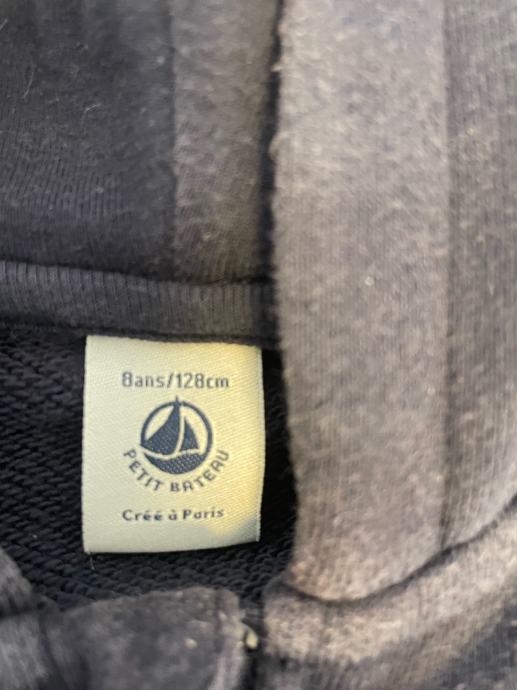 8ans/128cm
PETIT BATEAU
Créé à Paris